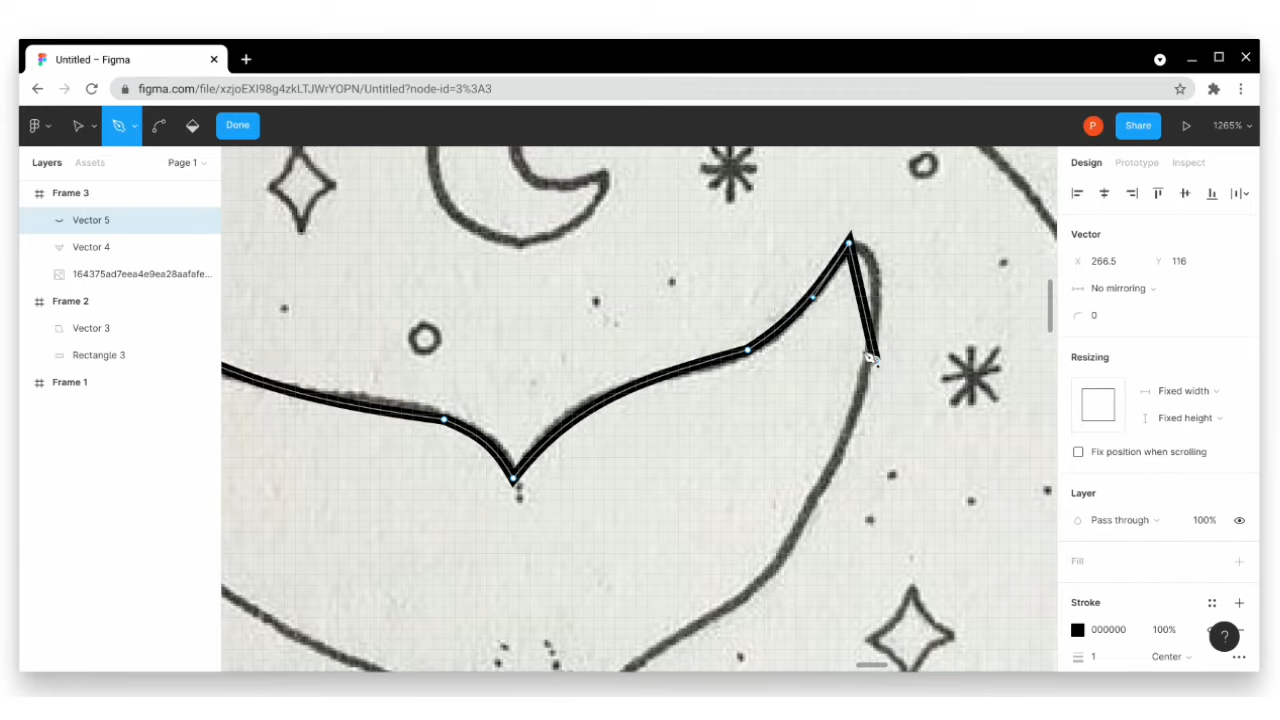 Untitled – Figma
figma.com/file/xzjoEXI98g4zkLTJWrYOPN/Untitled?node-id=3%3A3
Done
P
Share
1265%
Layers
Assets
Page 1
Frame 3
Vector 5
Vector 4
164375ad7eea4e9ea28aafafe...
Frame 2
Vector 3
Rectangle 3
Frame 1
Design
Prototype
Inspect
Vector
X 266.5
Y 116
No mirroring
0
Resizing
Fixed width
Fixed height
Fix position when scrolling
Layer
Pass through
100%
Fill
Stroke
000000
100%
?
1
Center